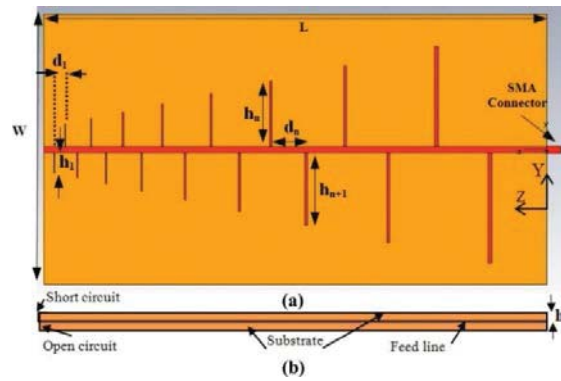 L
d₁
SMA
Connector
hₙ
W
dₙ
h₁
Y
hₙ₊₁
Z
(a)
Short circuit
h
Open circuit
Substrate
Feed line
(b)